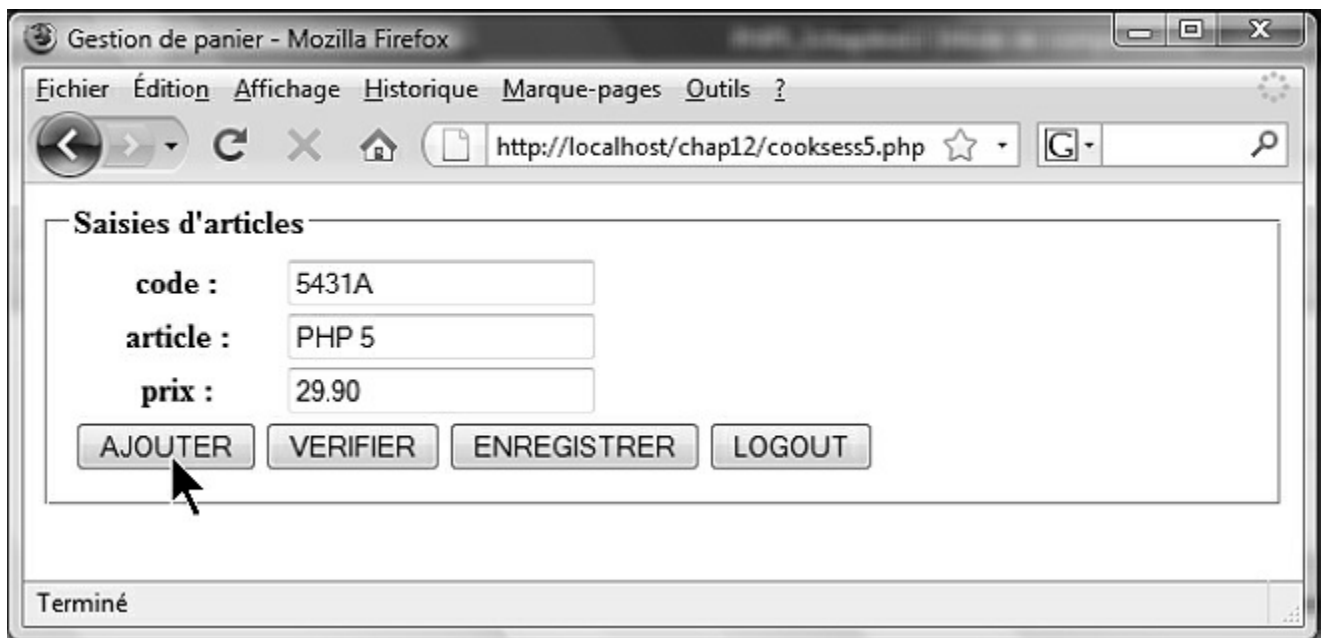 Gestion de panier - Mozilla Firefox
Fichier Édition Affichage Historique Marque-pages Outils ?
http://localhost/chap12/cooksess5.php G
Saisies d'articles
code : 5431A
article : PHP 5
prix : 29.90
AJOUTER VERIFIER ENREGISTRER LOGOUT
Terminé